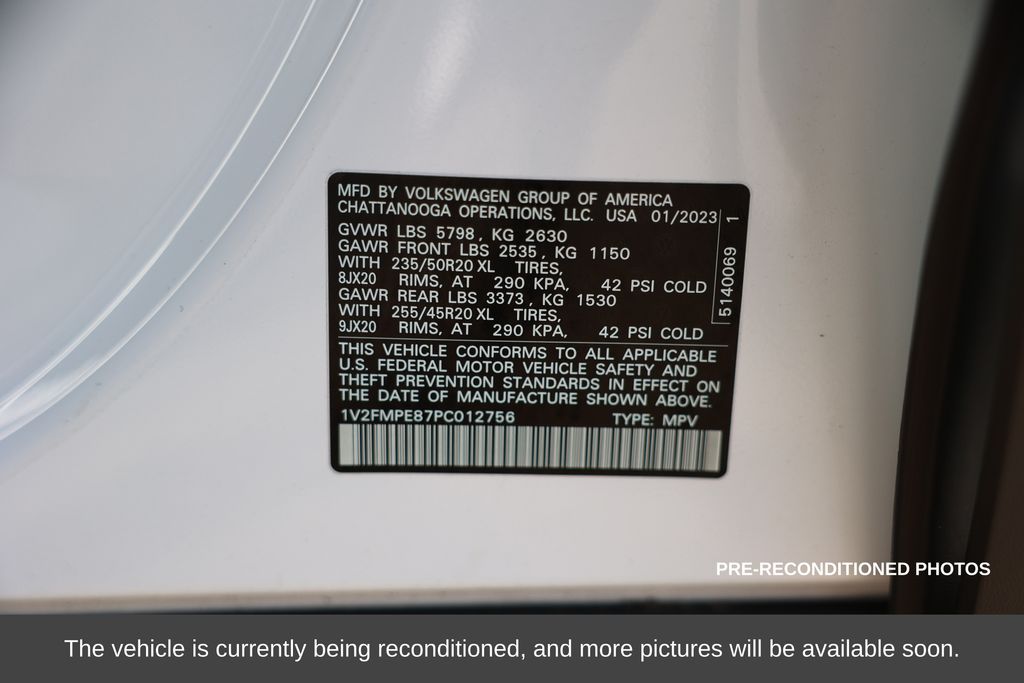 MFD BY VOLKSWAGEN GROUP OF AMERICA
CHATTANOOGA OPERATIONS, LLC. USA 01/2023
GVWR LBS 5798, KG 2630
GAWR FRONT LBS 2535, KG 1150
WITH 235/50R20 XL TIRES,
8JX20 RIMS, AT 290 KPA, 42 PSI COLD
GAWR REAR LBS 3373, KG 1530
WITH 255/45R20 XL TIRES,
9JX20 RIMS, AT 290 KPA, 42 PSI COLD
5140069 1
THIS VEHICLE CONFORMS TO ALL APPLICABLE
U.S. FEDERAL MOTOR VEHICLE SAFETY AND
THEFT PREVENTION STANDARDS IN EFFECT ON
THE DATE OF MANUFACTURE SHOWN ABOVE.
1V2FMPE87PC012756 TYPE: MPV
PRE-RECONDITIONED PHOTOS
The vehicle is currently being reconditioned, and more pictures will be available soon.